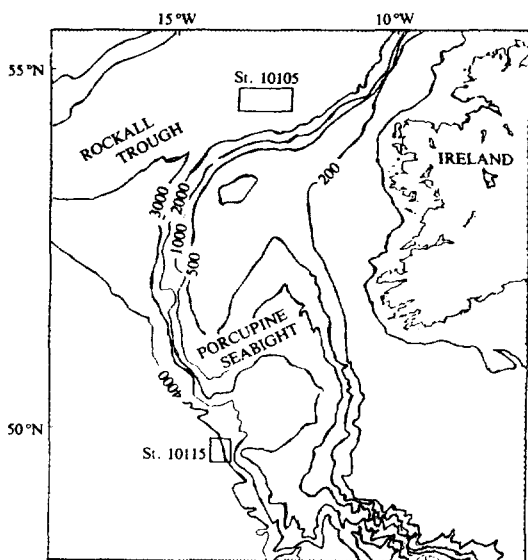 15°W
10°W
55°N
St. 10105
ROCKALL
TROUGH
IRELAND
200
3000
2000
1000
500
PORCUPINE
SEABIGHT
4000
50°N
St. 10115